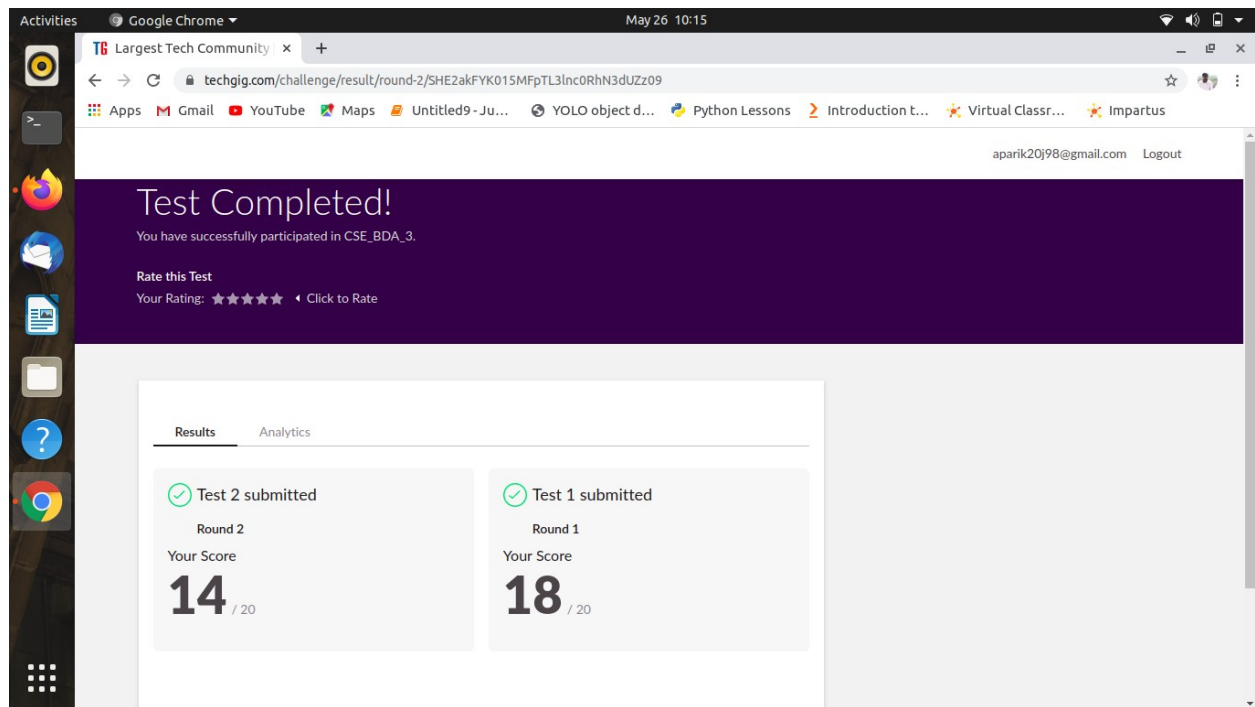 Activities Google Chrome May 26 10:15
TG Largest Tech Community
techgig.com/challenge/result/round-2/SHE2akFYK015MFpTL3lnc0RhN3dUZz09
Apps Gmail YouTube Maps Untitled9 - Ju... YOLO object d... Python Lessons Introduction t... Virtual Classr... Impartus
aparik20j98@gmail.com Logout
Test Completed!
You have successfully participated in CSE_BDA_3.
Rate this Test
Your Rating: Click to Rate
Results Analytics
Test 2 submitted Test 1 submitted
Round 2 Round 1
Your Score Your Score
14 / 20 18 / 20